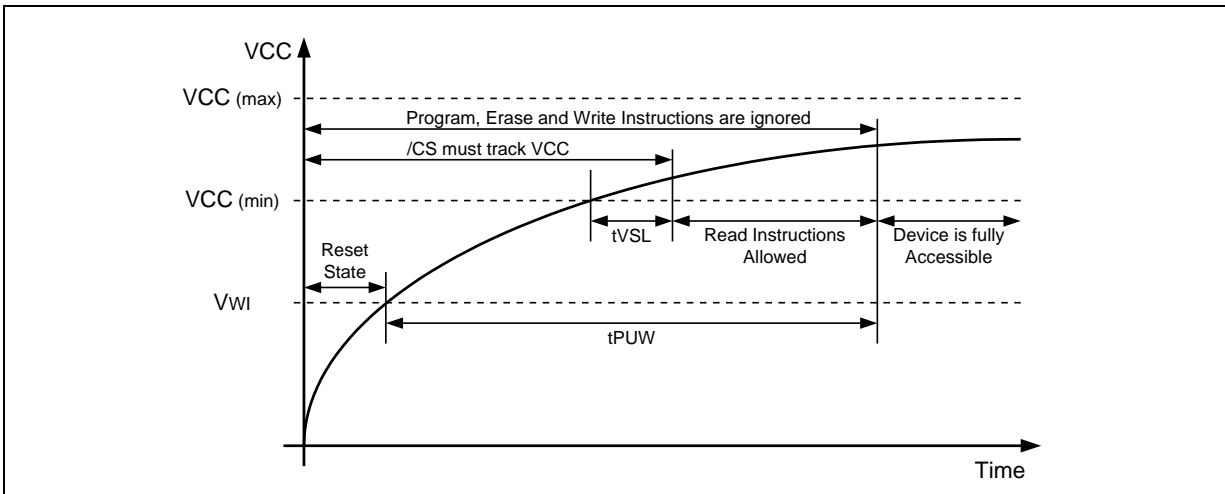 VCC
VCC (max)
Program, Erase and Write Instructions are ignored
/CS must track VCC
VCC (min)
tVSL
Read Instructions
Allowed
Device is fully
Accessible
Reset
State
VWI
tPUW
Time